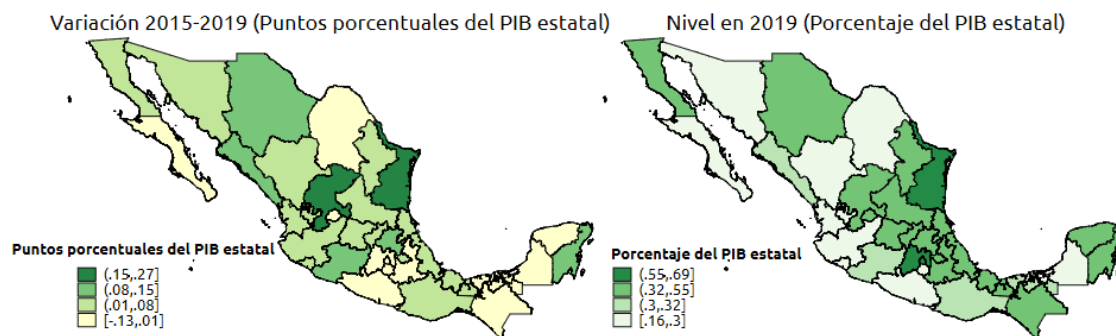 Variación 2015-2019 (Puntos porcentuales del PIB estatal)
Puntos porcentuales del PIB estatal
(.15,.27]
(.08,.15]
(.01,.08]
[-.13,.01]
Nivel en 2019 (Porcentaje del PIB estatal)
Porcentaje del PIB estatal
(.55,.69]
(.32,.55]
(.3,.32]
[.16,.3]